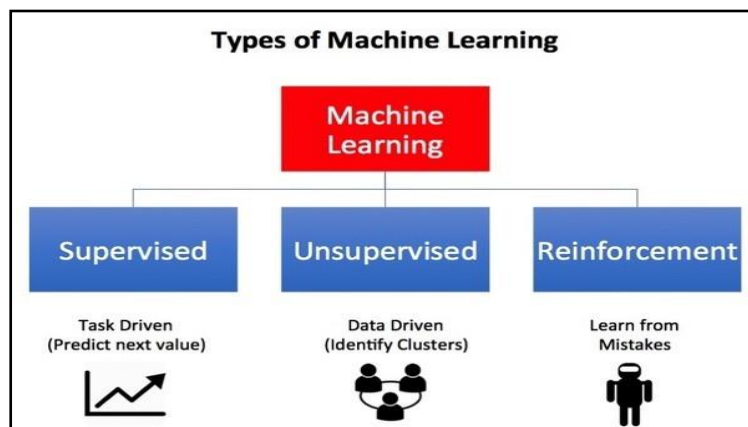 Types of Machine Learning
Machine
Learning
Supervised
Unsupervised
Reinforcement
Task Driven
(Predict next value)
Data Driven
(Identify Clusters)
Learn from
Mistakes